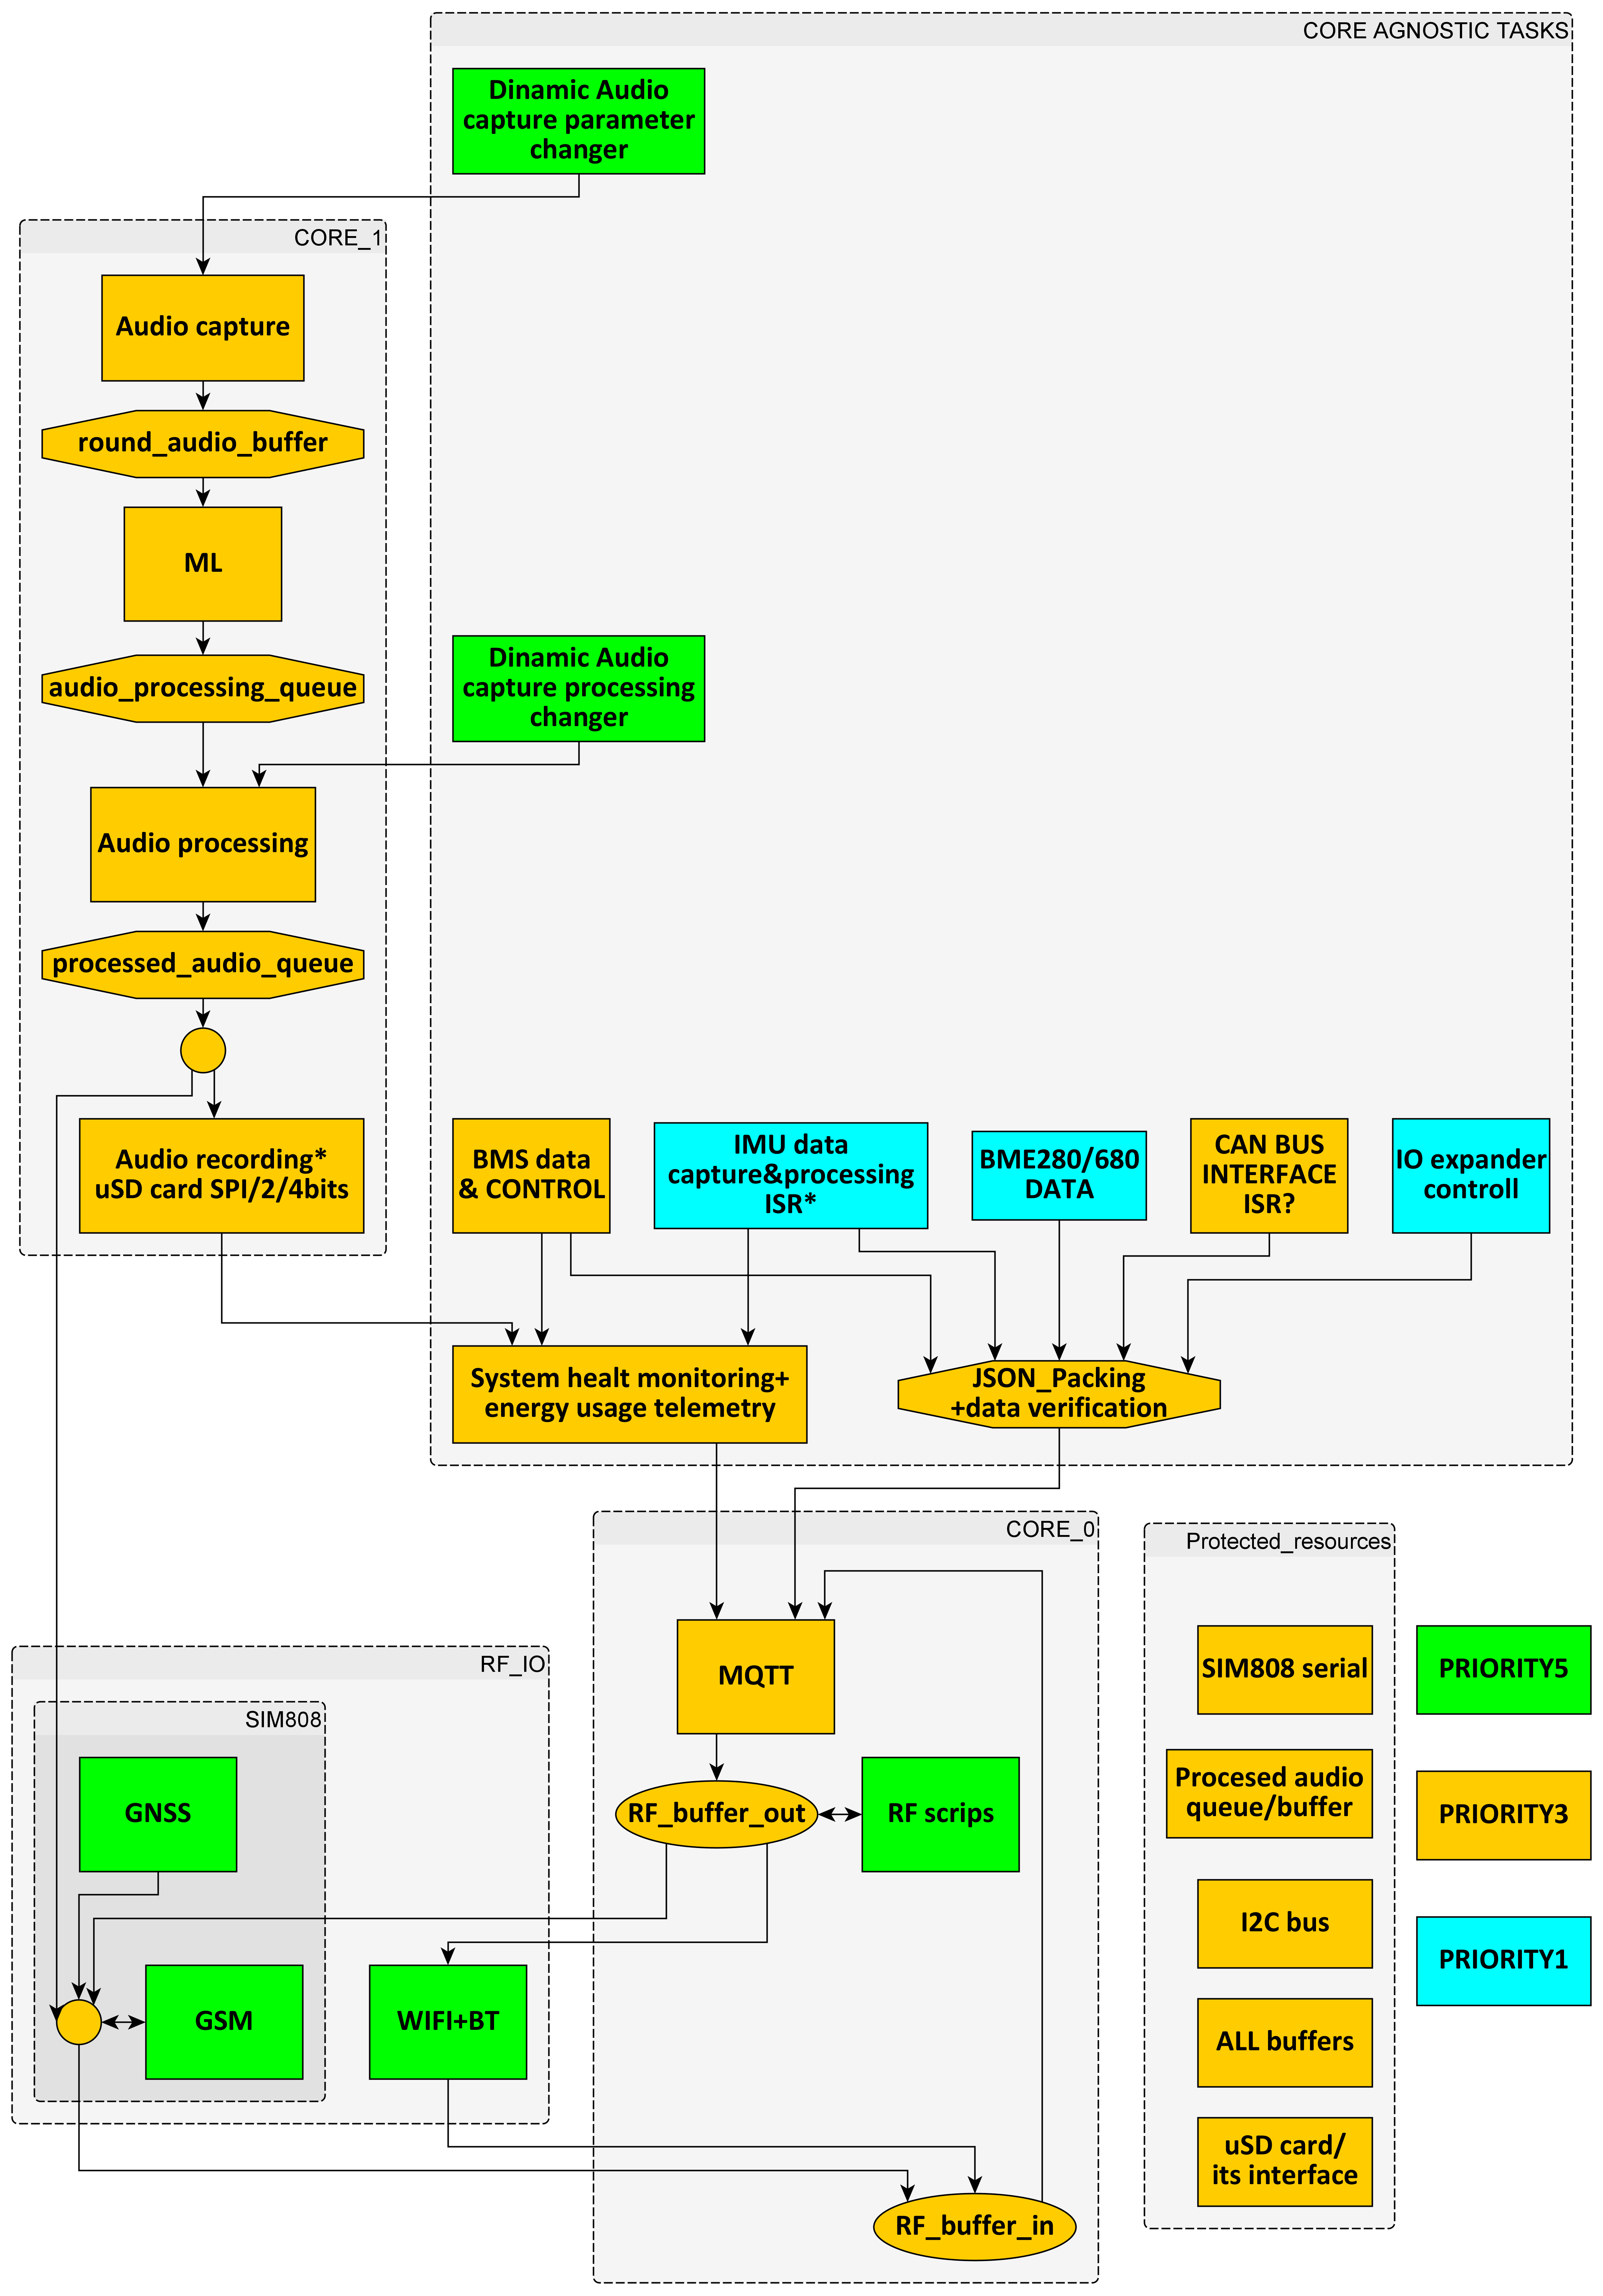 CORE AGNOSTIC TASKS
Dinamic Audio
capture parameter
changer
CORE_1
Audio capture
round_audio_buffer
ML
audio_processing_queue
Dinamic Audio
capture processing
changer
Audio processing
processed_audio_queue
Audio recording*
uSD card SPI/2/4bits
BMS data
& CONTROL
IMU data
capture&processing
ISR*
BME280/680
DATA
CAN BUS
INTERFACE
ISR?
IO expander
controll
System healt monitoring+
energy usage telemetry
JSON_Packing
+data verification
CORE_0
MQTT
RF_buffer_out
RF scrips
RF_buffer_in
RF_IO
SIM808
GNSS
GSM
WIFI+BT
Protected_resources
SIM808 serial
Procesed audio
queue/buffer
I2C bus
ALL buffers
uSD card/
its interface
PRIORITY5
PRIORITY3
PRIORITY1